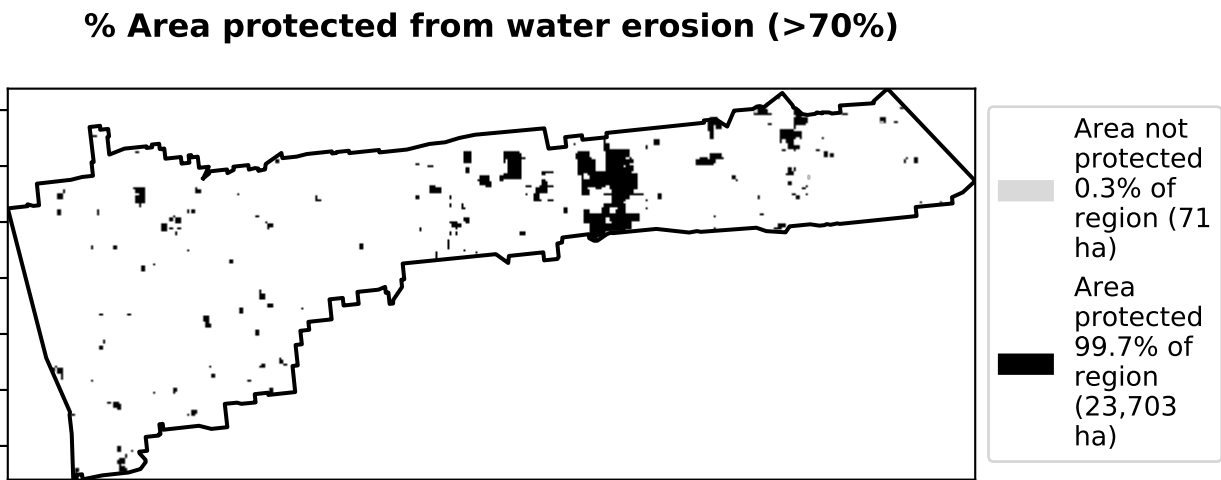 % Area protected from water erosion (>70%)
Area not
protected
0.3% of
region (71
ha)
Area
protected
99.7% of
region
(23,703
ha)